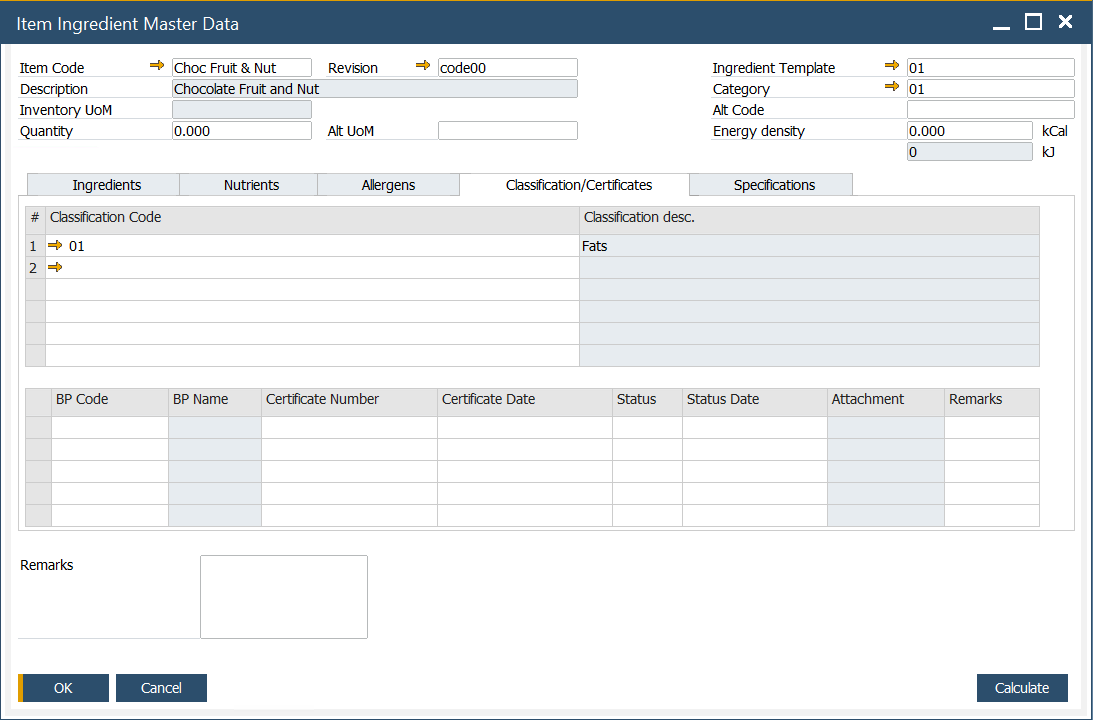 Item Ingredient Master Data
Item Code Choc Fruit & Nut Revision code00 Ingredient Template 01
Description Chocolate Fruit and Nut Category 01
Inventory UoM Alt Code
Quantity 0.000 Alt UoM Energy density 0.000 kCal
0 kJ
Ingredients Nutrients Allergens Classification/Certificates Specifications
# Classification Code Classification desc.
1 01 Fats
2
BP Code BP Name Certificate Number Certificate Date Status Status Date Attachment Remarks
Remarks
OK Cancel Calculate